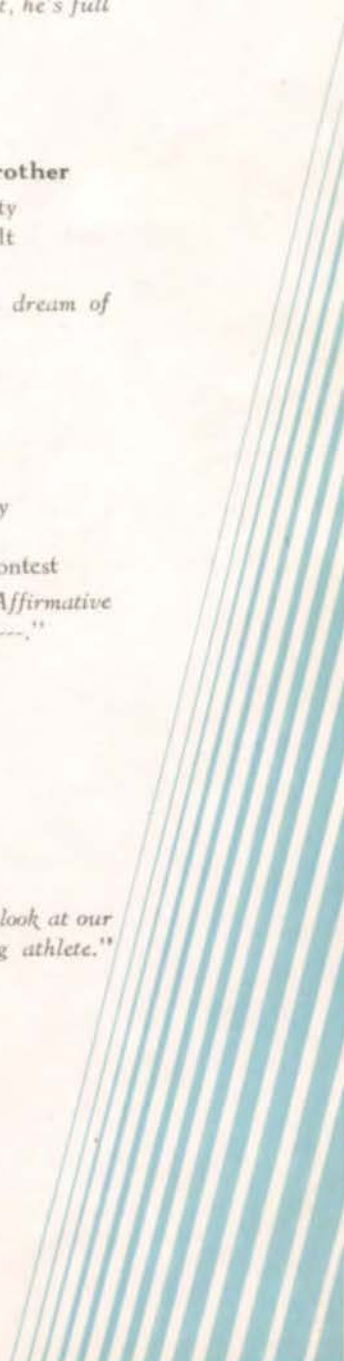 t, he's full
rother
ty
lt
dream of
y
ontest
Affirmative
---."
look at our
g athlete."